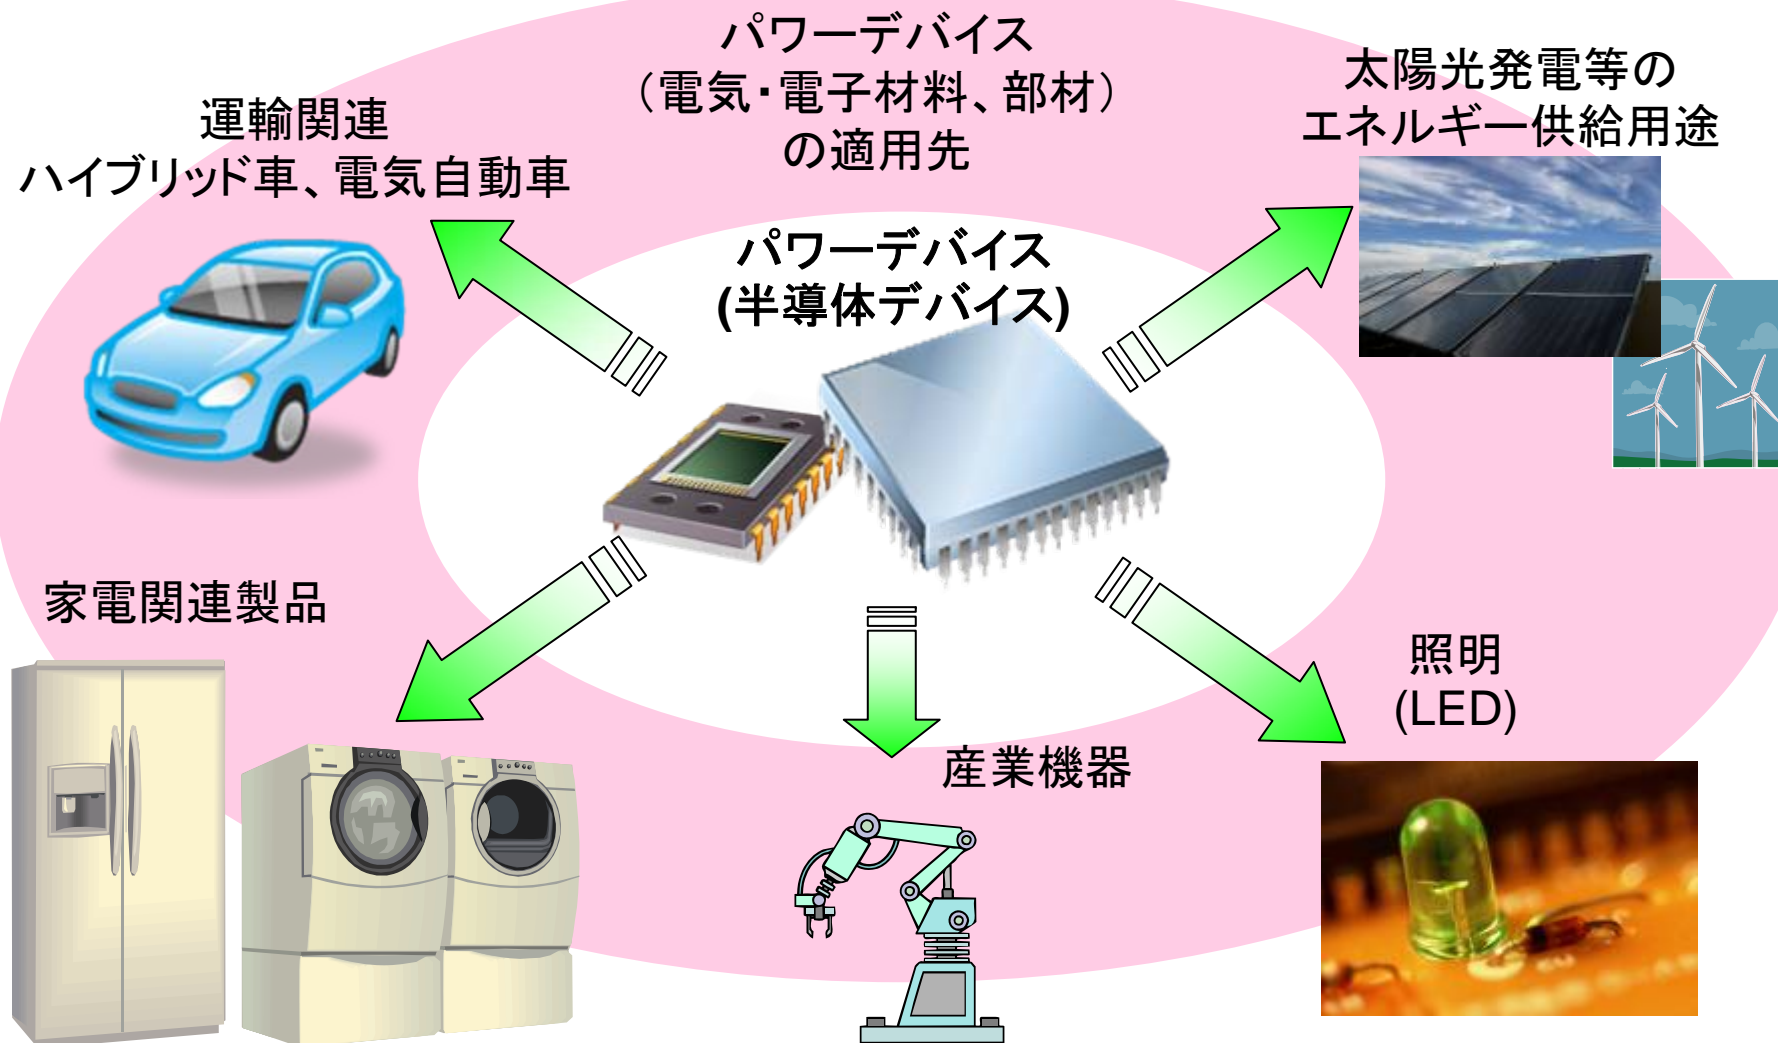 パワーデバイス
（電気・電子材料、部材）
の適用先
運輸関連
ハイブリッド車、電気自動車
太陽光発電等の
エネルギー供給用途
パワーデバイス
(半導体デバイス)
家電関連製品
産業機器
照明
(LED)